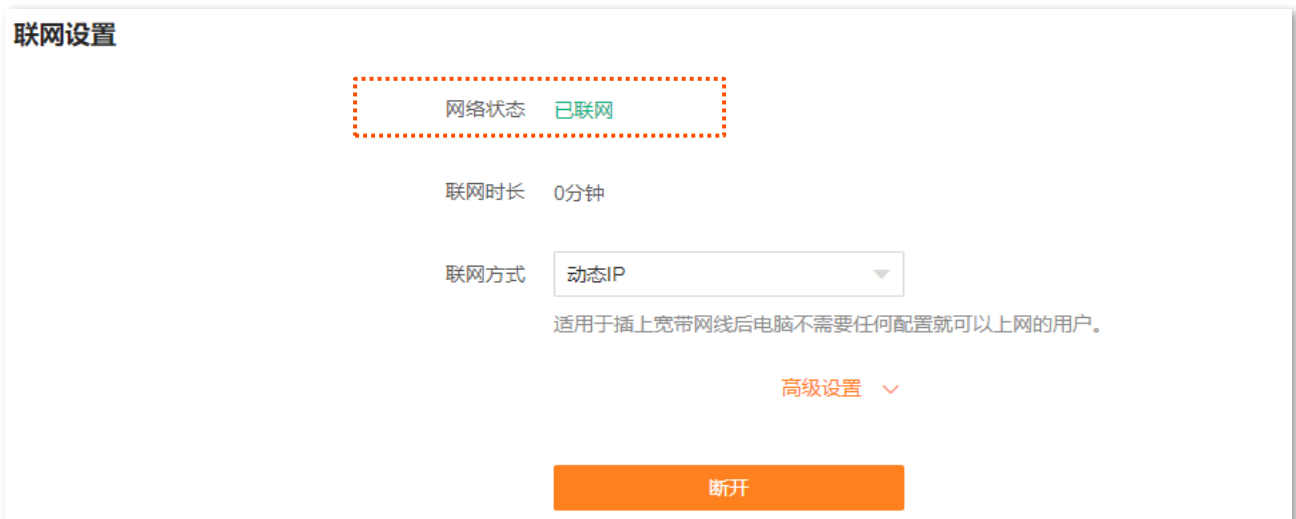 联网设置
网络状态 已联网
联网时长 0分钟
联网方式 动态IP
适用于插上宽带网线后电脑不需要任何配置就可以上网的用户。
高级设置
断开